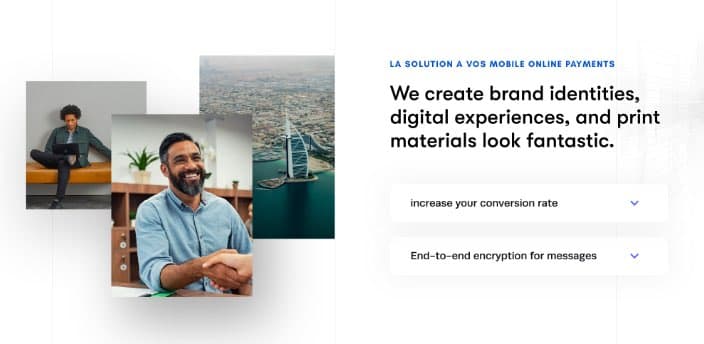 LA SOLUTION A VOS MOBILE ONLINE PAYMENTS
We create brand identities,
digital experiences, and print
materials look fantastic.
increase your conversion rate
End-to-end encryption for messages